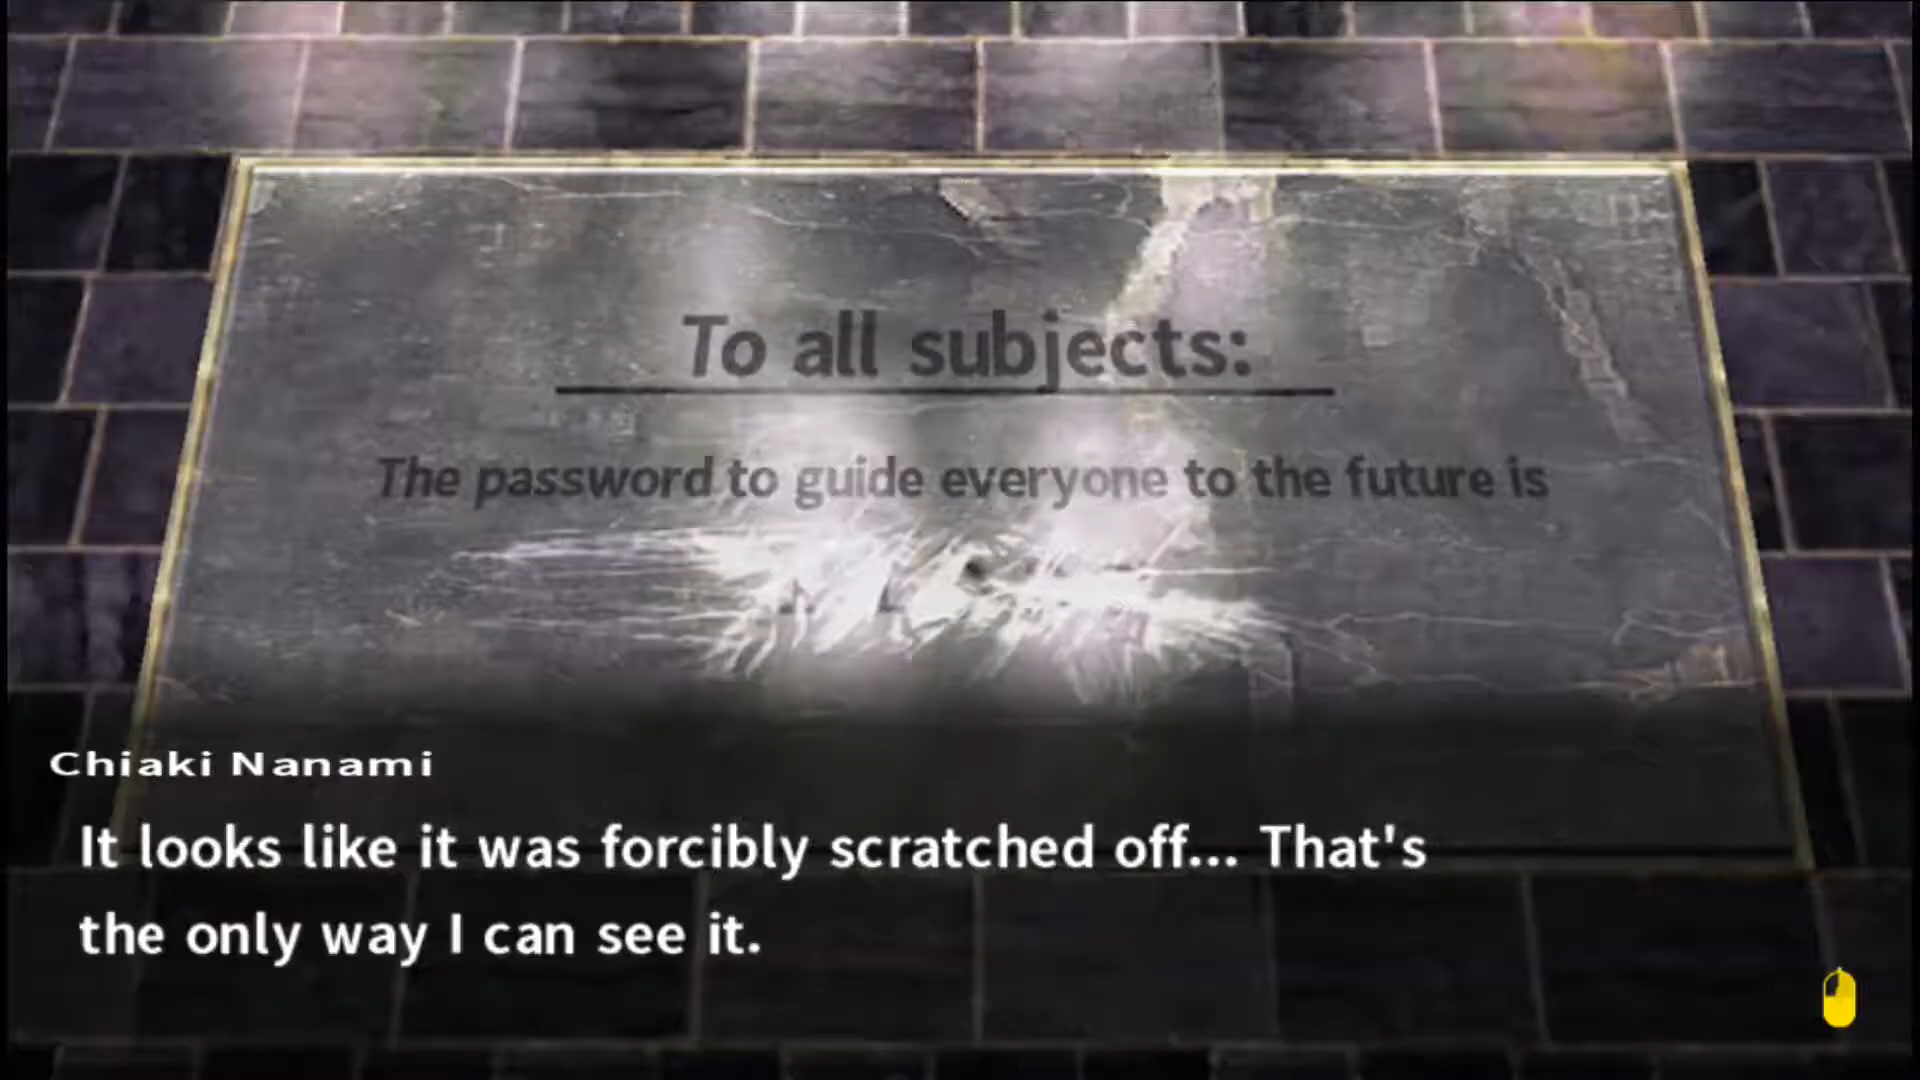 To all subjects:
The password to guide everyone to the future is
Chiaki Nanami
It looks like it was forcibly scratched off... That's
the only way I can see it.